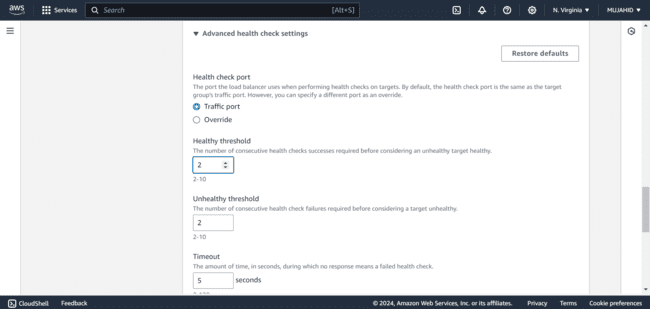 aws
Services
Search
[Alt+S]
N. Virginia
MUJAHID
Advanced health check settings
Restore defaults
Health check port
The port the load balancer uses when performing health checks on targets. By default, the health check port is the same as the target
group's traffic port. However, you can specify a different port as an override.
Traffic port
Override
Healthy threshold
The number of consecutive health checks successes required before considering an unhealthy target healthy.
2
2-10
Unhealthy threshold
The number of consecutive health check failures required before considering a target unhealthy.
2
2-10
Timeout
The amount of time, in seconds, during which no response means a failed health check.
5 seconds
CloudShell
Feedback
© 2024, Amazon Web Services, Inc. or its affiliates.
Privacy
Terms
Cookie preferences